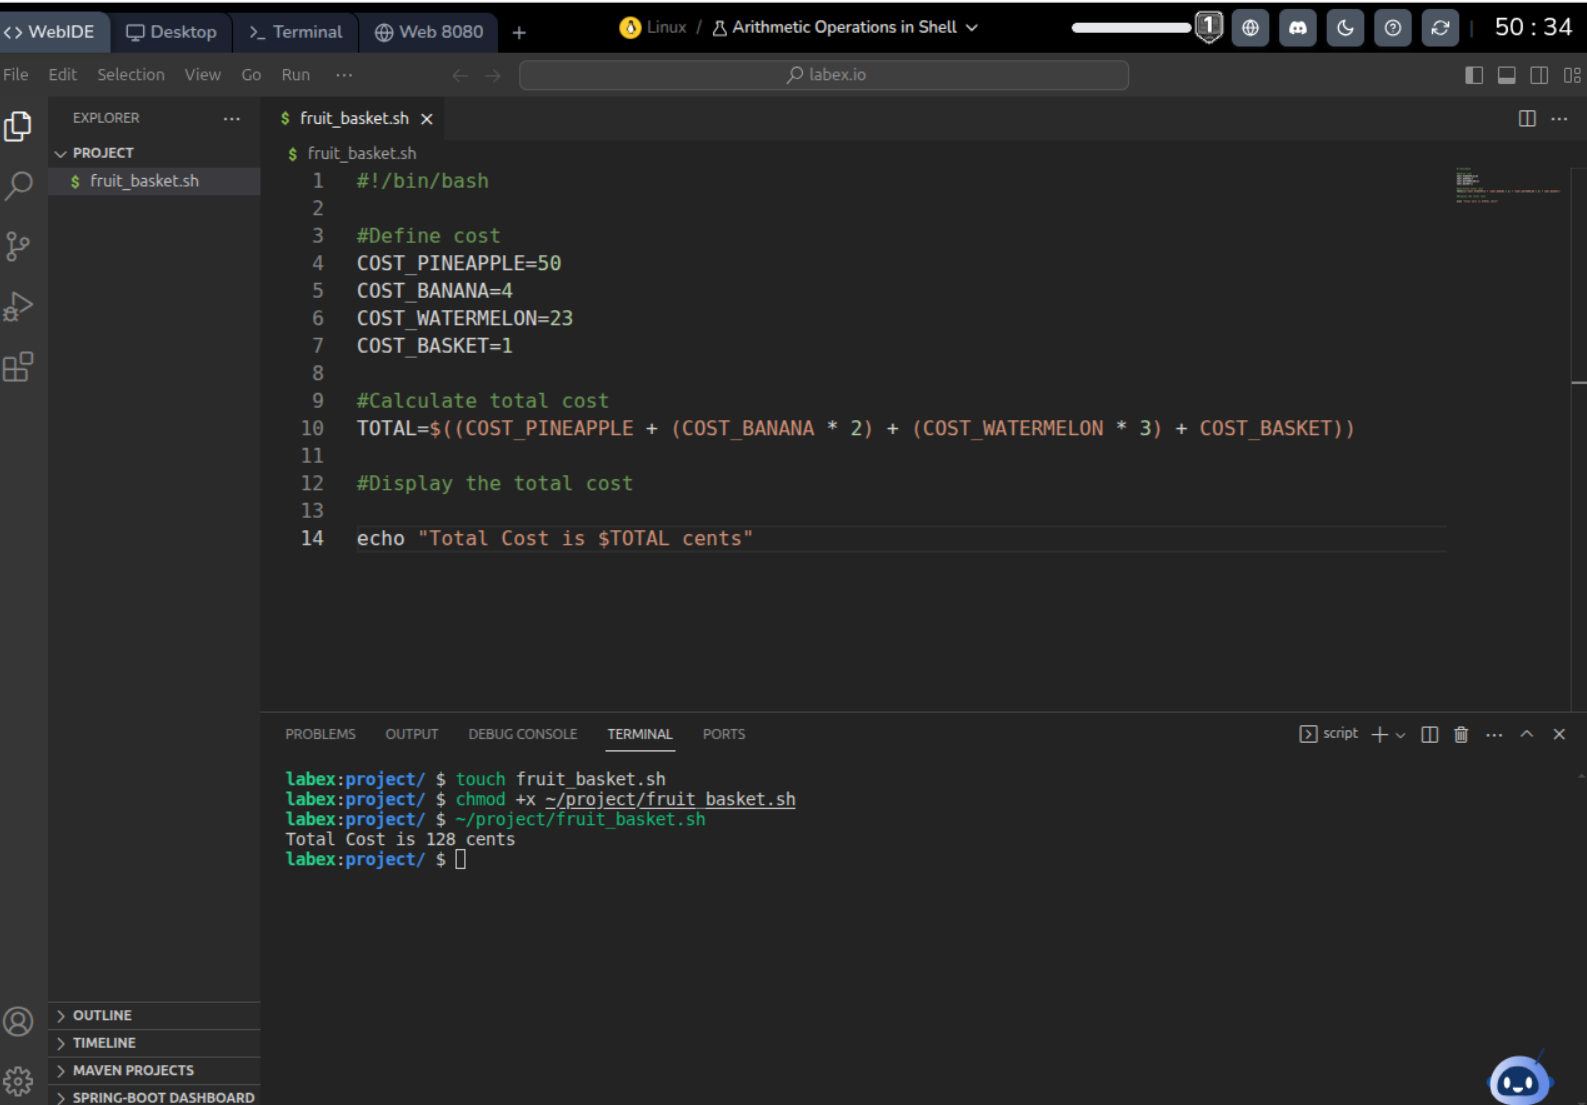 <> WebIDE Desktop >_ Terminal Web 8080 + Linux / Arithmetic Operations in Shell 1 50 : 34
File Edit Selection View Go Run ··· ← → labex.io
EXPLORER ···
PROJECT
$ fruit_basket.sh
$ fruit_basket.sh ×
$ fruit_basket.sh
1 #!/bin/bash
2
3 #Define cost
4 COST_PINEAPPLE=50
5 COST_BANANA=4
6 COST_WATERMELON=23
7 COST_BASKET=1
8
9 #Calculate total cost
10 TOTAL=$((COST_PINEAPPLE + (COST_BANANA * 2) + (COST_WATERMELON * 3) + COST_BASKET))
11
12 #Display the total cost
13
14 echo "Total Cost is $TOTAL cents"
PROBLEMS OUTPUT DEBUG CONSOLE TERMINAL PORTS script
labex:project/ $ touch fruit_basket.sh
labex:project/ $ chmod +x ~/project/fruit_basket.sh
labex:project/ $ ~/project/fruit_basket.sh
Total Cost is 128 cents
labex:project/ $
OUTLINE
TIMELINE
MAVEN PROJECTS
SPRING-BOOT DASHBOARD